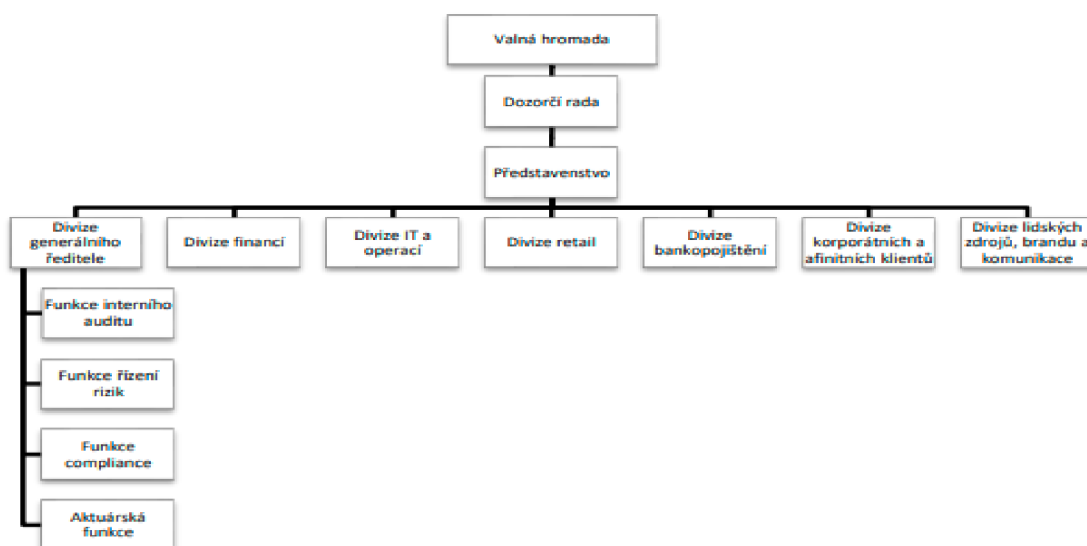 Valná hromada
Dozorčí rada
Představenstvo
Divize
generálního
ředitele
Divize financí
Divize IT a
operací
Divize retail
Divize
bankopojištění
Divize
korporátních a
afinitních klientů
Divize lidských
zdrojů, brandu a
komunikace
Funkce interního
auditu
Funkce řízení
rizik
Funkce
compliance
Aktuárská
funkce